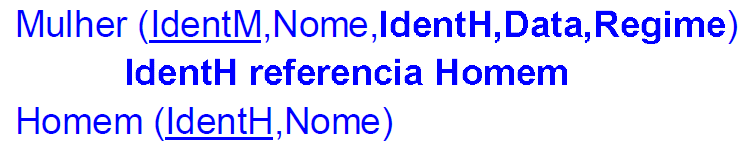 Mulher (IdentM,Nome,IdentH,Data,Regime)
IdentH referencia Homem
Homem (IdentH,Nome)